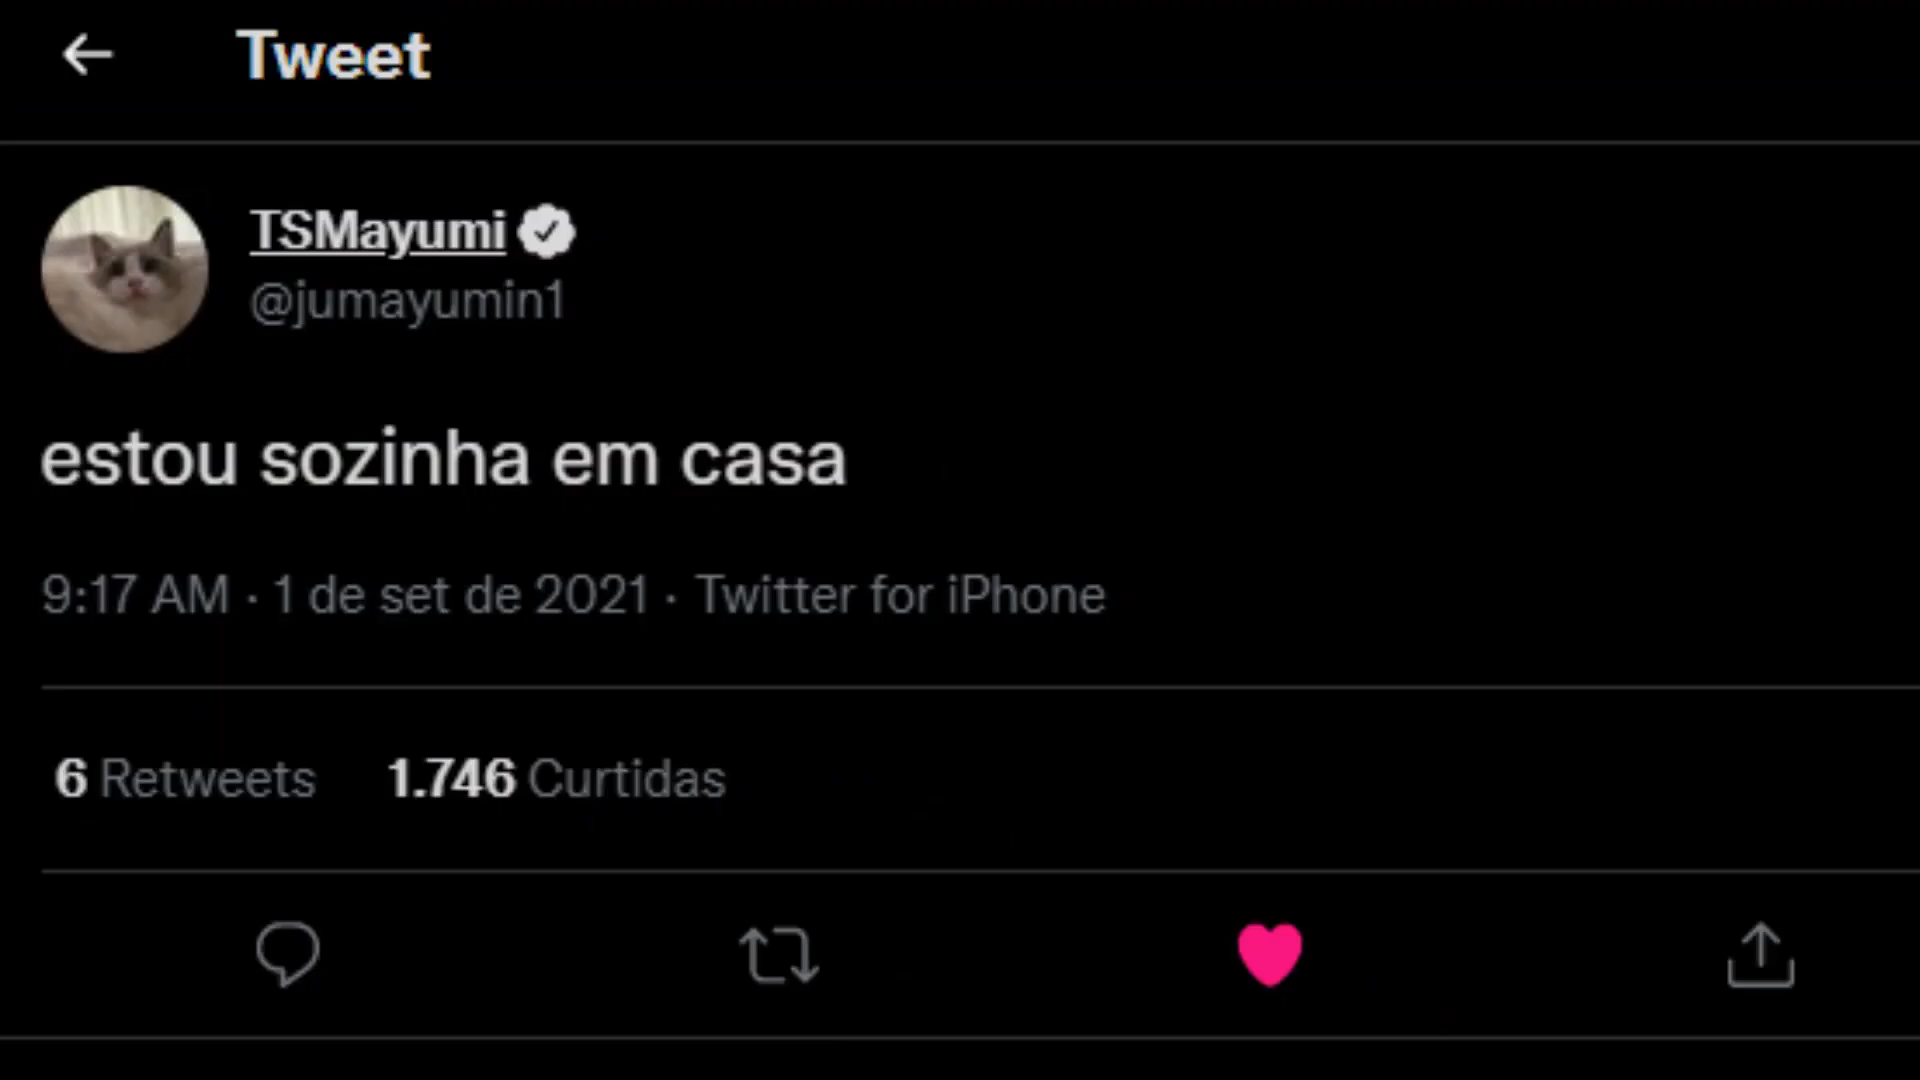 Tweet
TSMayumi
@jumayumin1
estou sozinha em casa
9:17 AM · 1 de set de 2021 · Twitter for iPhone
6 Retweets 1.746 Curtidas